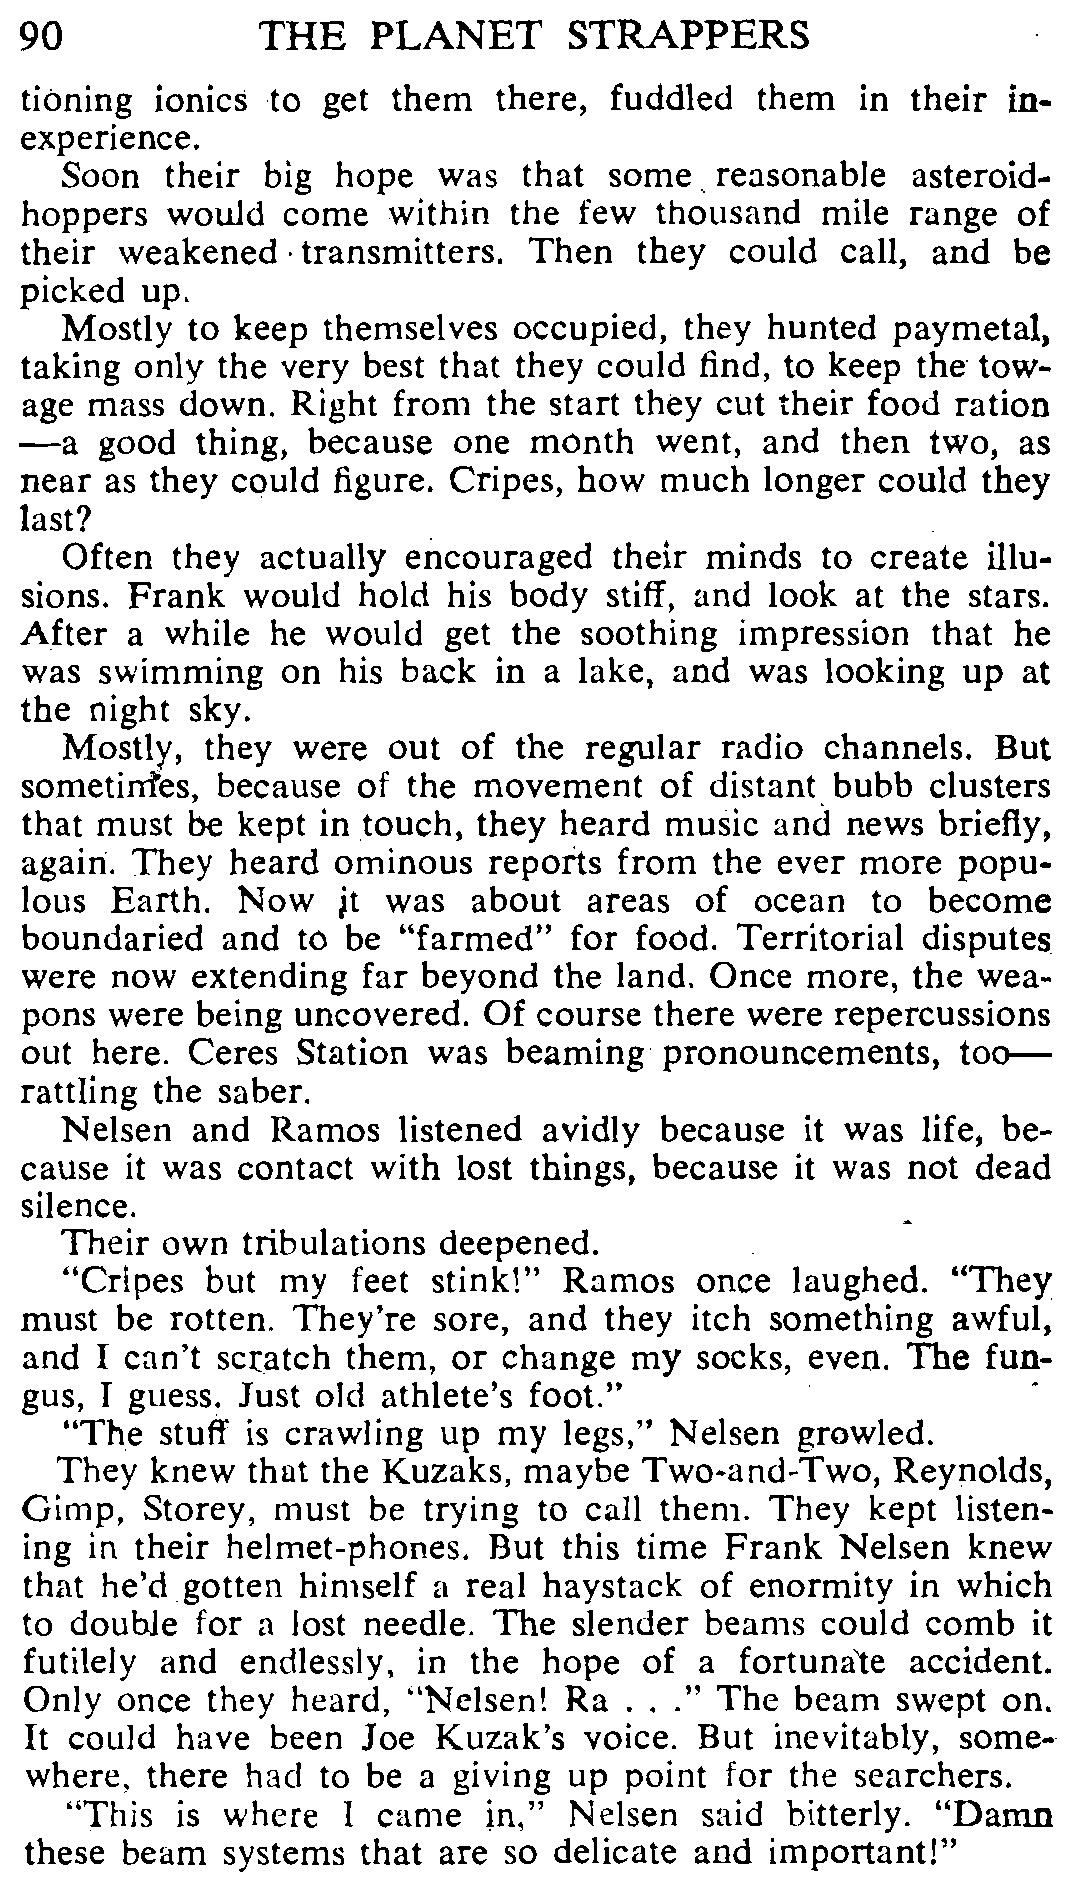 90 THE PLANET STRAPPERS
tioning ionics to get them there, fuddled them in their in-
experience.
Soon their big hope was that some reasonable asteroid-
hoppers would come within the few thousand mile range of
their weakened transmitters. Then they could call, and be
picked up.
Mostly to keep themselves occupied, they hunted paymetal,
taking only the very best that they could find, to keep the tow-
age mass down. Right from the start they cut their food ration
—a good thing, because one month went, and then two, as
near as they could figure. Cripes, how much longer could they
last?
Often they actually encouraged their minds to create illu-
sions. Frank would hold his body stiff, and look at the stars.
After a while he would get the soothing impression that he
was swimming on his back in a lake, and was looking up at
the night sky.
Mostly, they were out of the regular radio channels. But
sometimes, because of the movement of distant bubb clusters
that must be kept in touch, they heard music and news briefly,
again. They heard ominous reports from the ever more popu-
lous Earth. Now it was about areas of ocean to become
boundaried and to be “farmed” for food. Territorial disputes
were now extending far beyond the land. Once more, the wea-
pons were being uncovered. Of course there were repercussions
out here. Ceres Station was beaming pronouncements, too—
rattling the saber.
Nelsen and Ramos listened avidly because it was life, be-
cause it was contact with lost things, because it was not dead
silence.
Their own tribulations deepened.
“Cripes but my feet stink!” Ramos once laughed. “They
must be rotten. They’re sore, and they itch something awful,
and I can’t scratch them, or change my socks, even. The fun-
gus, I guess. Just old athlete’s foot.”
“The stuff is crawling up my legs,” Nelsen growled.
They knew that the Kuzaks, maybe Two-and-Two, Reynolds,
Gimp, Storey, must be trying to call them. They kept listen-
ing in their helmet-phones. But this time Frank Nelsen knew
that he’d gotten himself a real haystack of enormity in which
to double for a lost needle. The slender beams could comb it
futilely and endlessly, in the hope of a fortunate accident.
Only once they heard, “Nelsen! Ra . . .” The beam swept on.
It could have been Joe Kuzak’s voice. But inevitably, some-
where, there had to be a giving up point for the searchers.
“This is where I came in,” Nelsen said bitterly. “Damn
these beam systems that are so delicate and important!”